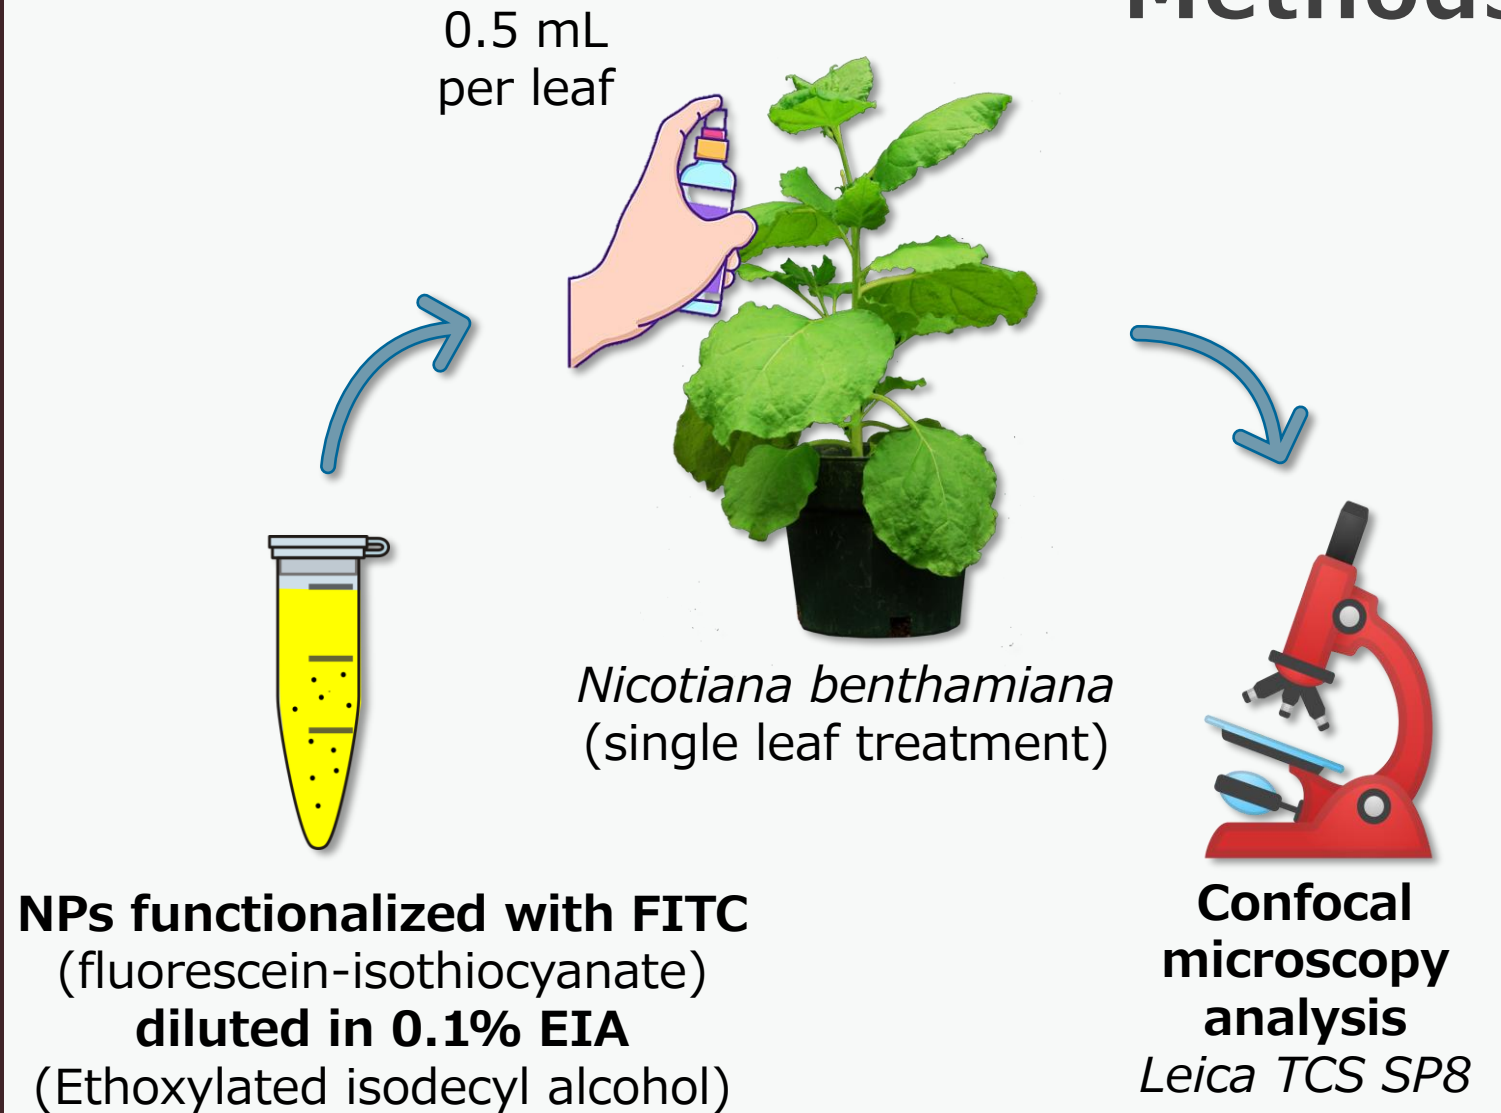 Methods
0.5 mL
per leaf
Nicotiana benthamiana
(single leaf treatment)
NPs functionalized with FITC
(fluorescein-isothiocyanate)
diluted in 0.1% EIA
(Ethoxylated isodecyl alcohol)
Confocal
microscopy
analysis
Leica TCS SP8